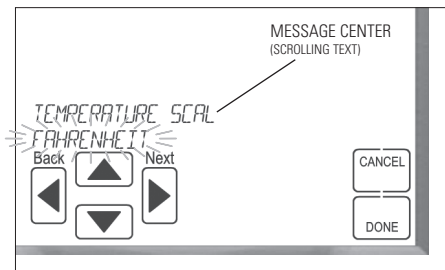 MESSAGE CENTER
(SCROLLING TEXT)
TEMPERATURE SCAL
FAHRENHEIT
Back
Next
CANCEL
DONE